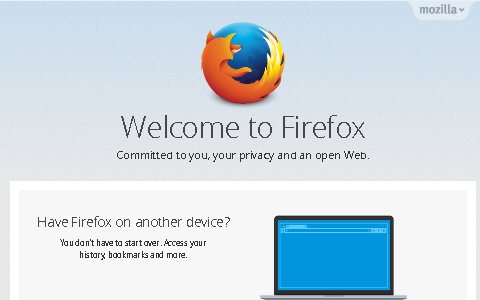 mozilla
Welcome to Firefox
Committed to you, your privacy and an open Web.
Have Firefox on another device?
You don't have to start over. Access your
history, bookmarks and more.